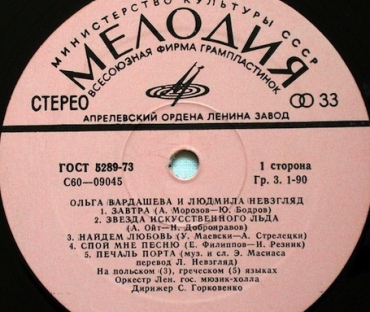 МИНИСТЕРСТВО КУЛЬТУРЫ СССР
МЕЛОДИЯ
ВСЕСОЮЗНАЯ ФИРМА ГРАМПЛАСТИНОК
СТЕРЕО
33
АПРЕЛЕВСКИЙ ОРДЕНА ЛЕНИНА ЗАВОД
ГОСТ 5289-73
1 сторона
С60—09045
Гр. 3. 1-90
ОЛЬГА ВАРДАШЕВА И ЛЮДМИЛА НЕВЗГЛЯД
1. ЗАВТРА (А. Морозов—Ю. Бодров)
2. ЗВЕЗДА ИСКУССТВЕННОГО ЛЬДА
(А. Ойт—Н. Добронравов)
3. НАЙДЕМ ЛЮБОВЬ (У. Маевски—А. Стрелецки)
4. СПОЙ МНЕ ПЕСНЮ (Е. Филиппов—И. Резник)
5. ПЕЧАЛЬ ПОРТА (муз. и сл. Э. Масиаса
перевод Л. Невзгляд)
На польском (3), греческом (5) языках
Оркестр Лен. гос. мюзик-холла
Дирижер С. Горковенко